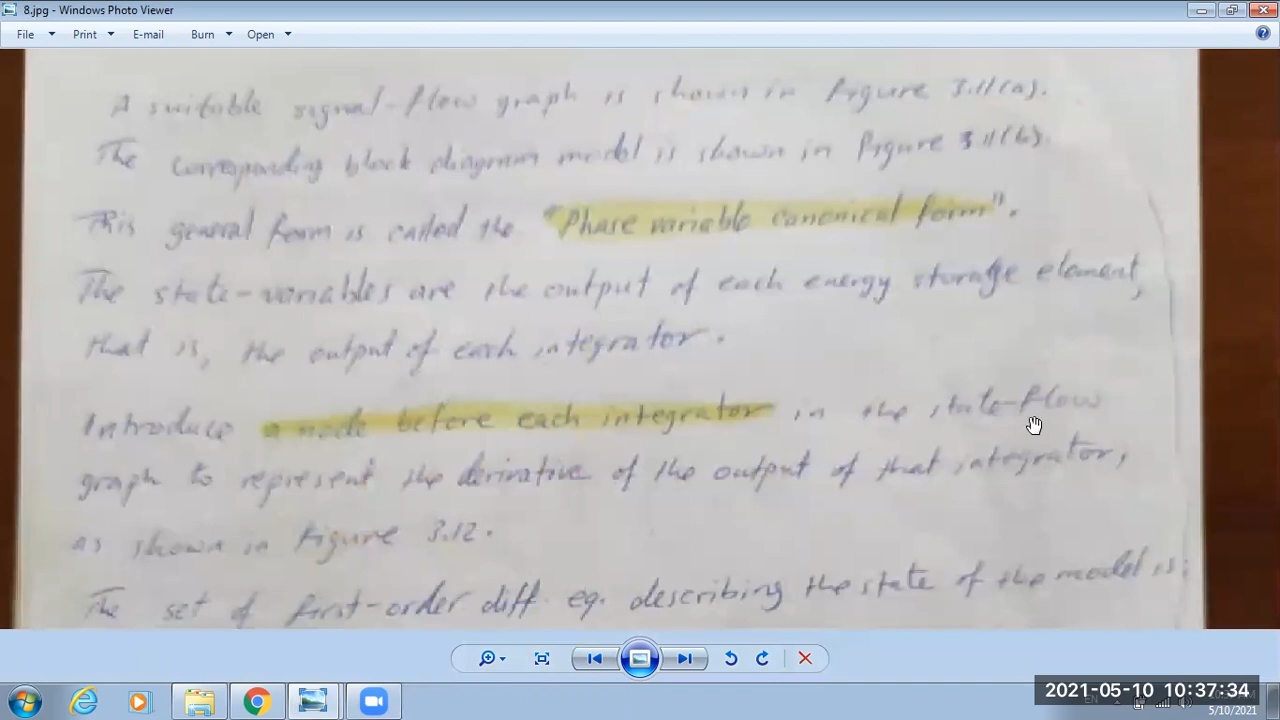 8.jpg - Windows Photo Viewer
File Print E-mail Burn Open
A suitable signal-flow graph is shown in Figure 3.11(a).
The corresponding block diagram model is shown in Figure 3.11(b).
This general form is called the "Phase variable canonical form".
The state-variables are the output of each energy storage element,
that is, the output of each integrator.
Introduce a node before each integrator in the state-flow
graph to represent the derivative of the output of that integrator,
as shown in Figure 3.12.
The set of first-order diff. eq. describing the state of the model is:
2021-05-10 10:37:34
EN
5/10/2021